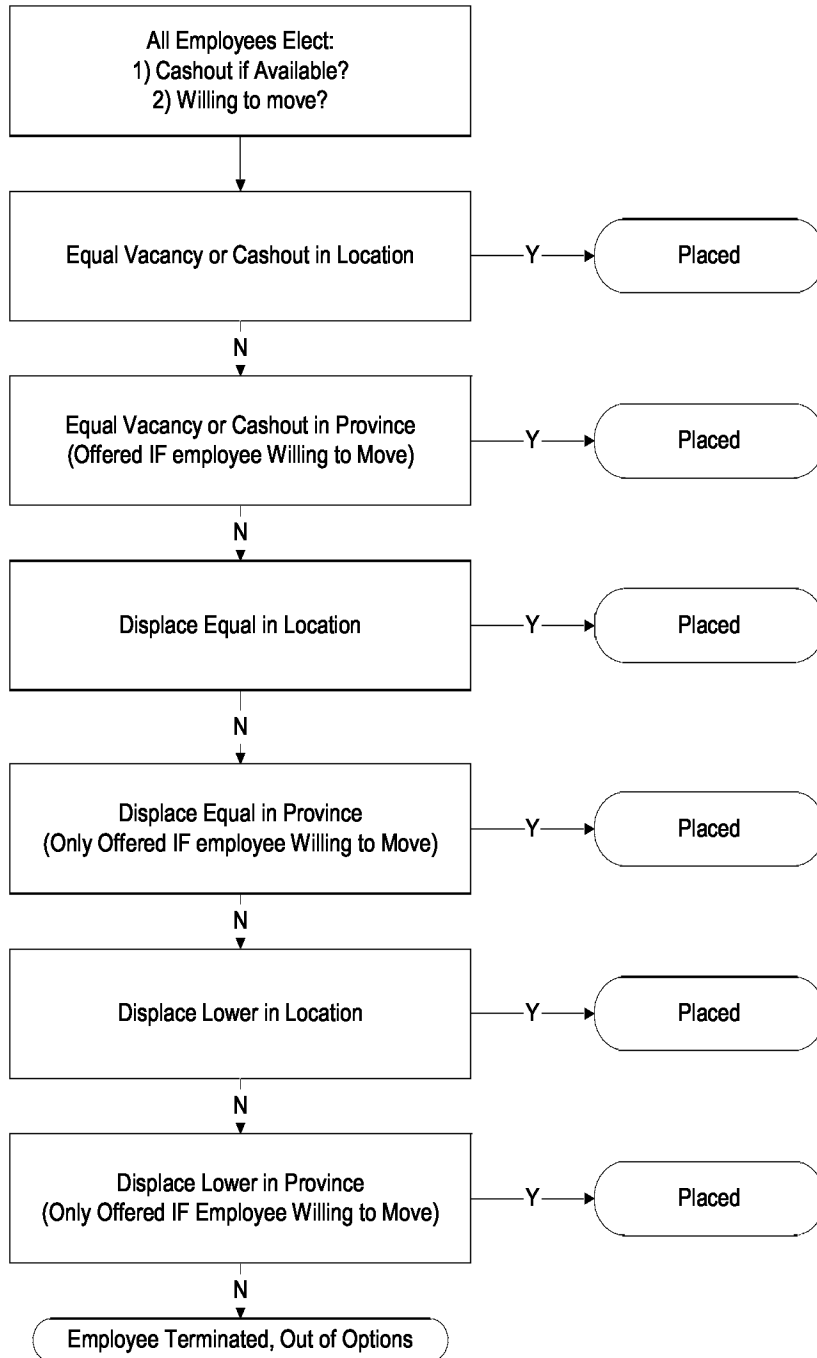 All Employees Elect:
1) Cashout if Available?
2) Willing to move?
Equal Vacancy or Cashout in Location
Y
Placed
N
Equal Vacancy or Cashout in Province
(Offered IF employee Willing to Move)
Y
Placed
N
Displace Equal in Location
Y
Placed
N
Displace Equal in Province
(Only Offered IF employee Willing to Move)
Y
Placed
N
Displace Lower in Location
Y
Placed
N
Displace Lower in Province
(Only Offered IF Employee Willing to Move)
Y
Placed
N
Employee Terminated, Out of Options